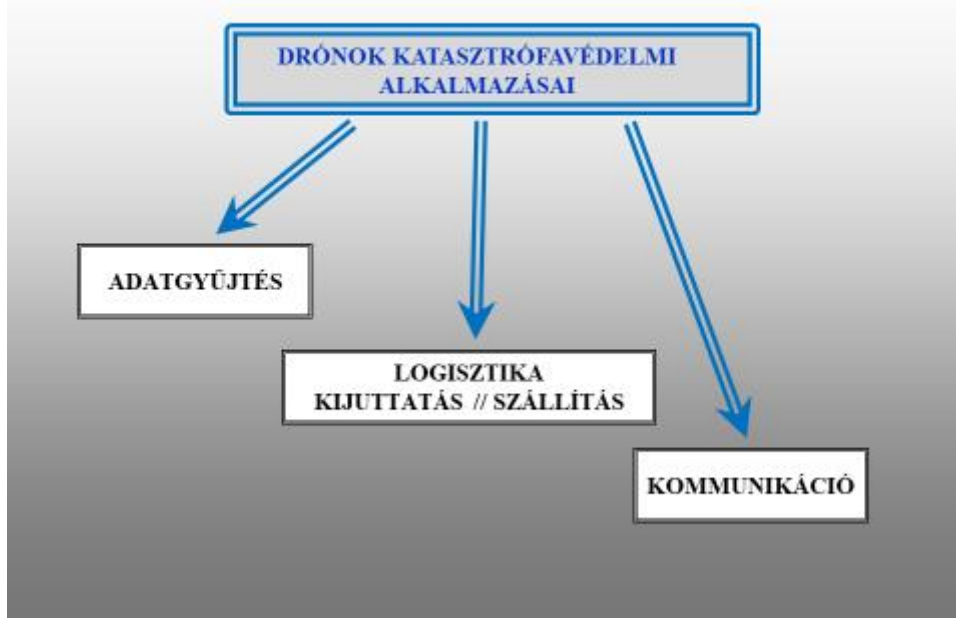 DRÓNOK KATASZTRÓFAVÉDELMI
ALKALMAZÁSAI
ADATGYŰJTÉS
LOGISZTIKA
KIJUTTATÁS // SZÁLLÍTÁS
KOMMUNIKÁCIÓ